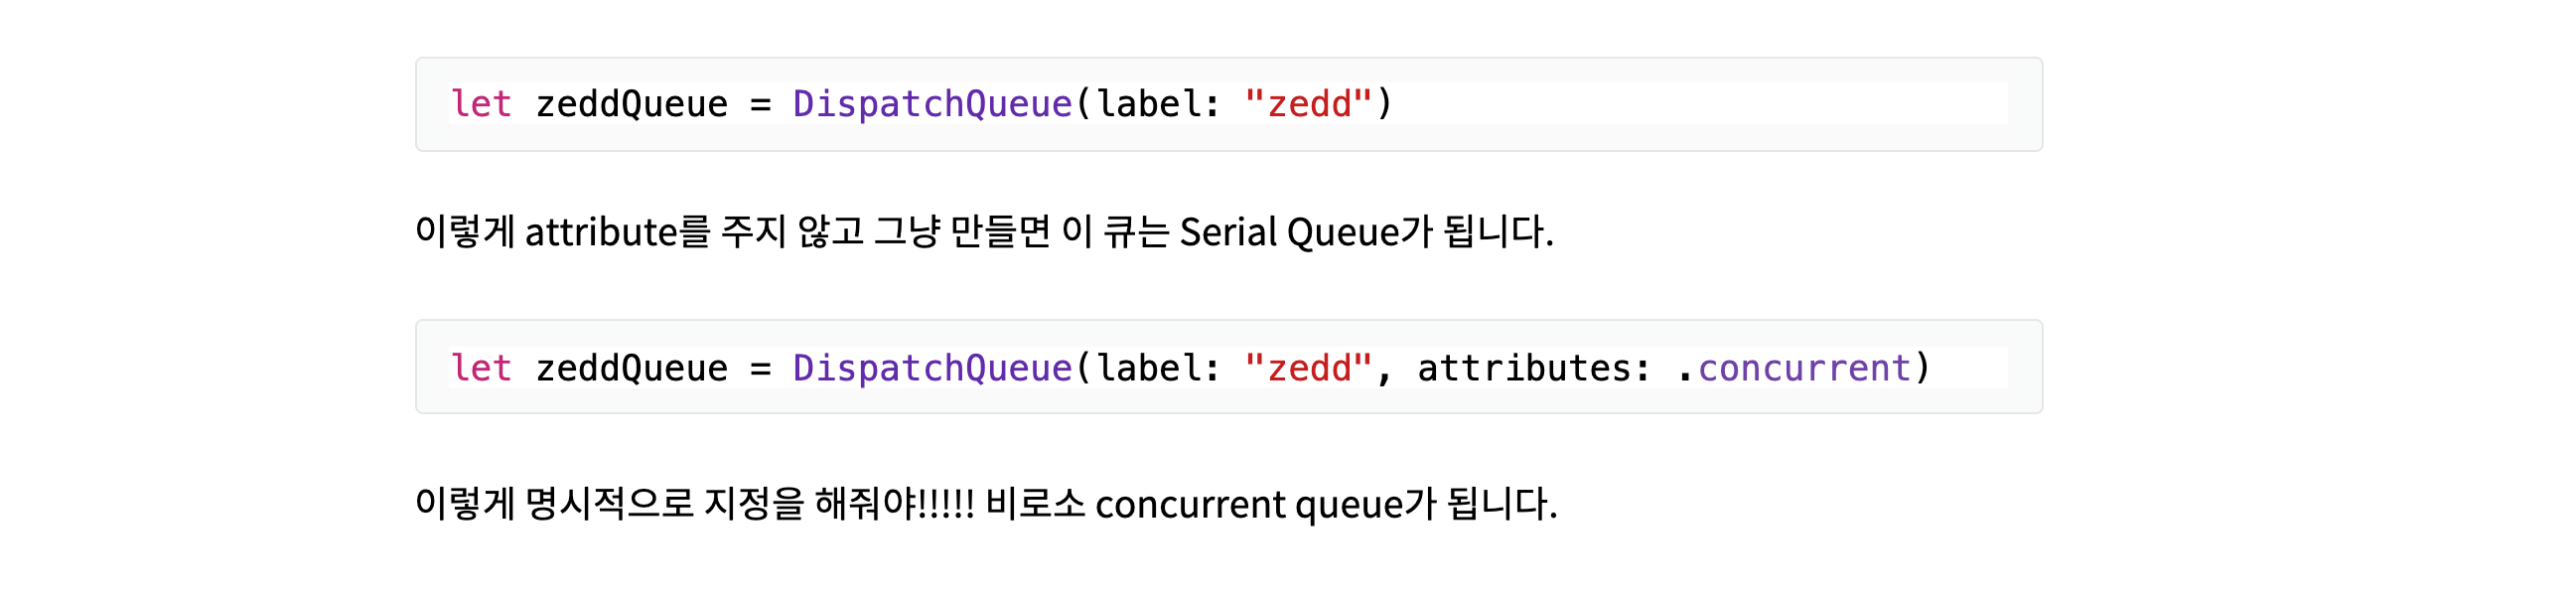 let zeddQueue = DispatchQueue(label: "zedd")
이렇게 attribute를 주지 않고 그냥 만들면 이 큐는 Serial Queue가 됩니다.
let zeddQueue = DispatchQueue(label: "zedd", attributes: .concurrent)
이렇게 명시적으로 지정을 해줘야!!!!! 비로소 concurrent queue가 됩니다.